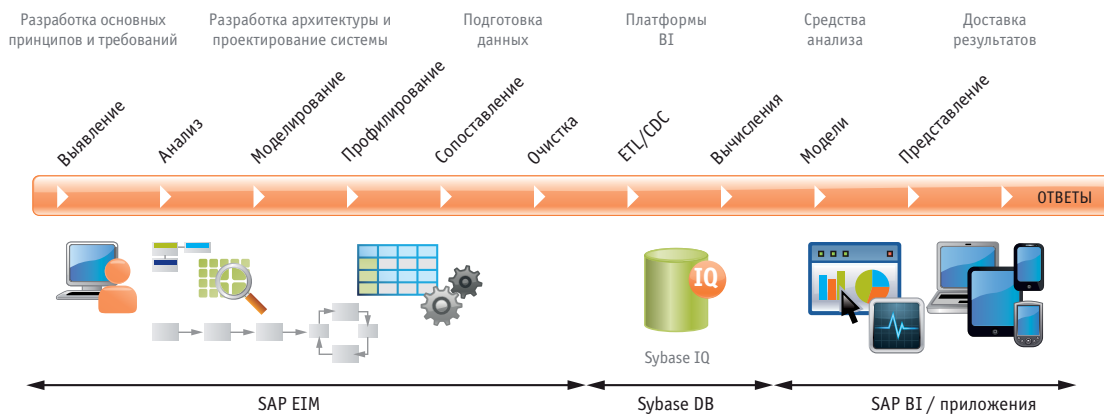 Разработка основных
принципов и требований
Разработка архитектуры и
проектирование системы
Подготовка
данных
Платформы
BI
Средства
анализа
Доставка
результатов
Выявление
Анализ
Моделирование
Профилирование
Сопоставление
Очистка
ETL/CDC
Вычисления
Модели
Представление
ОТВЕТЫ
IQ
Sybase IQ
SAP EIM
Sybase DB
SAP BI / приложения